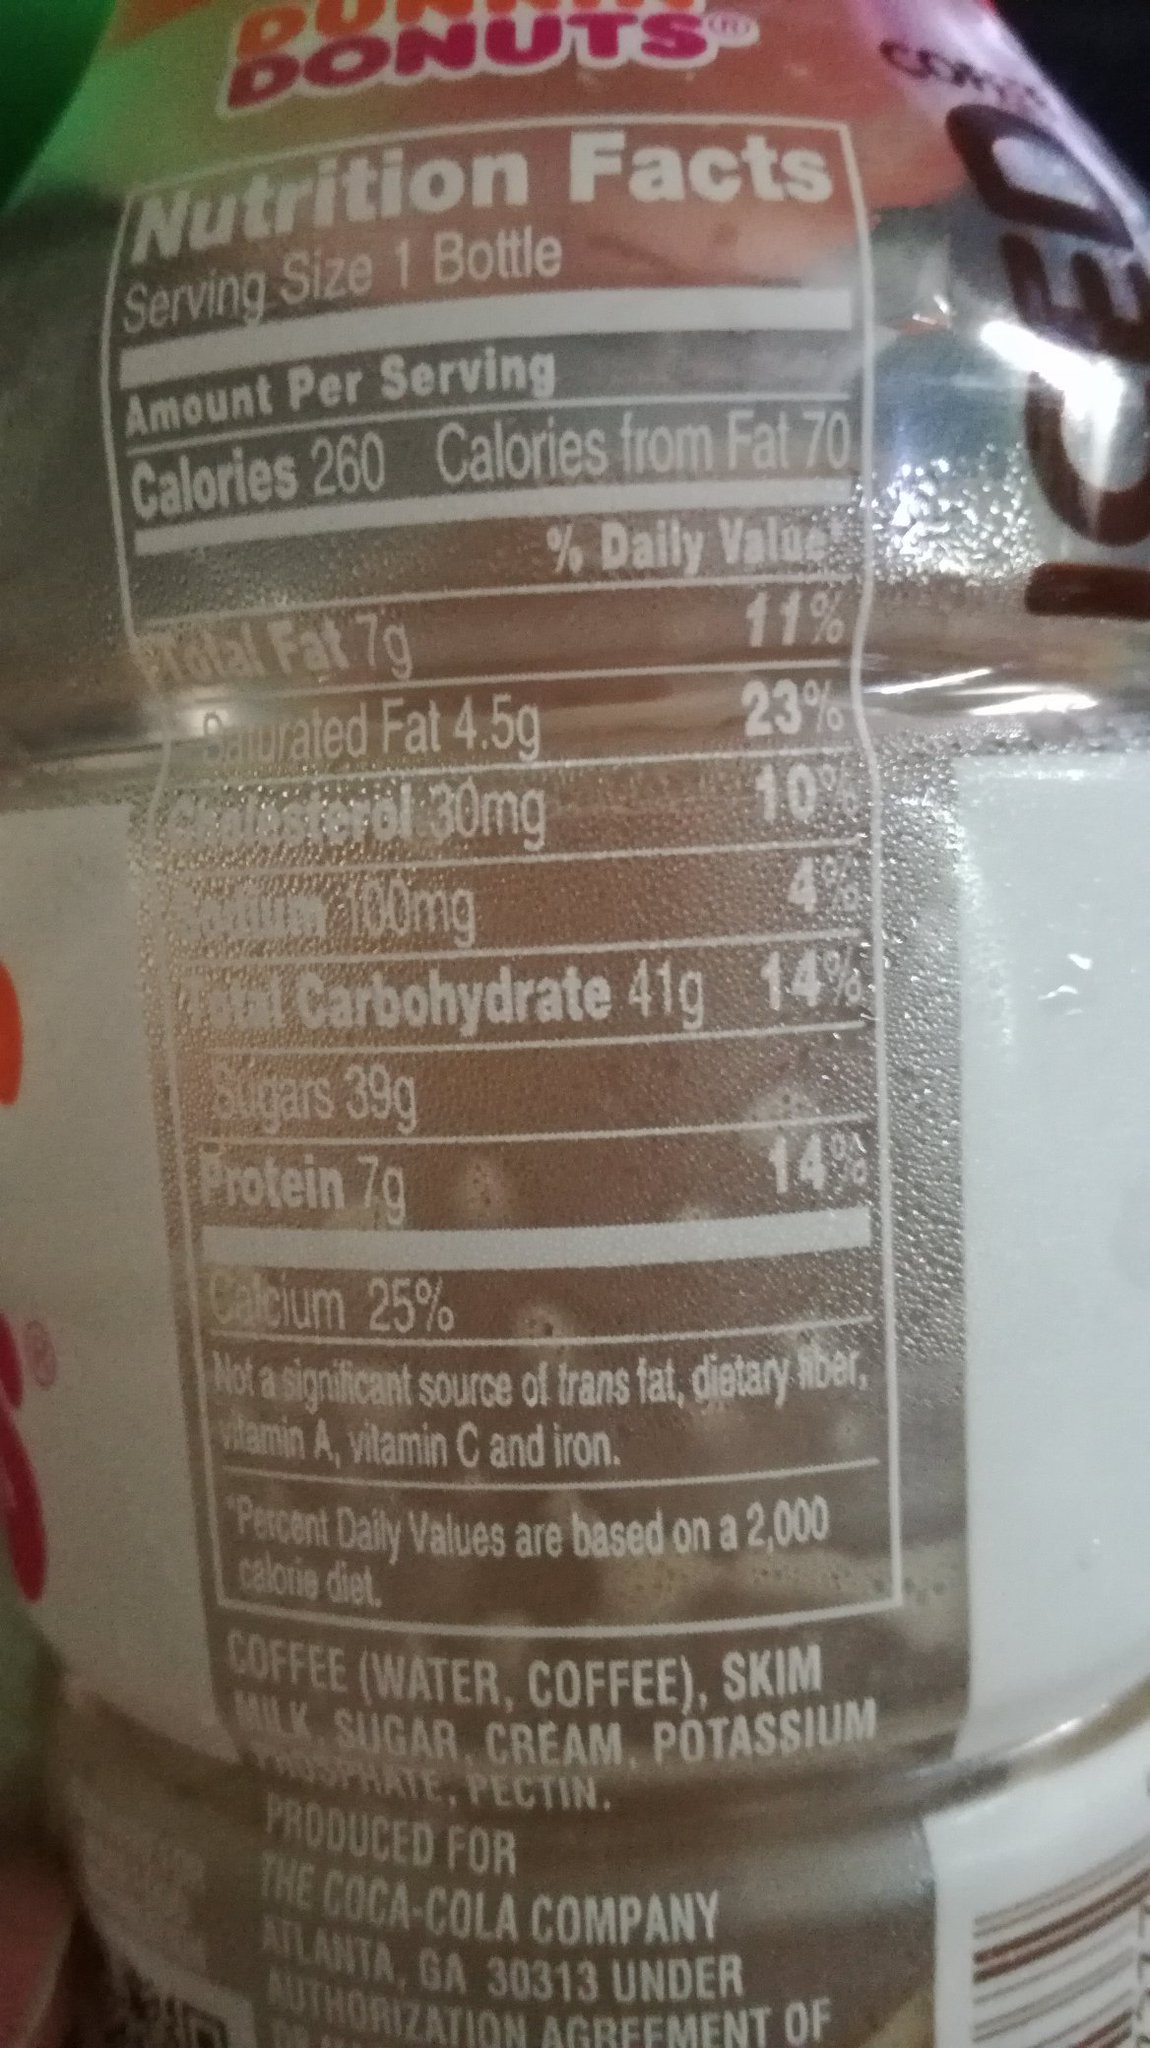 DUNKIN'
DONUTS®
Nutrition Facts
Serving Size 1 Bottle
Amount Per Serving
Calories 260 Calories from Fat 70
% Daily Value*
Total Fat 7g 11%
Saturated Fat 4.5g 23%
Cholesterol 30mg 10%
Sodium 100mg 4%
Total Carbohydrate 41g 14%
Sugars 39g
Protein 7g 14%
Calcium 25%
Not a significant source of trans fat, dietary fiber,
vitamin A, vitamin C and iron.
*Percent Daily Values are based on a 2,000
calorie diet.
COFFEE (WATER, COFFEE), SKIM
MILK, SUGAR, CREAM, POTASSIUM
PHOSPHATE, PECTIN.
PRODUCED FOR
THE COCA-COLA COMPANY
ATLANTA, GA 30313 UNDER
AUTHORIZATION AGREEMENT OF
ICED